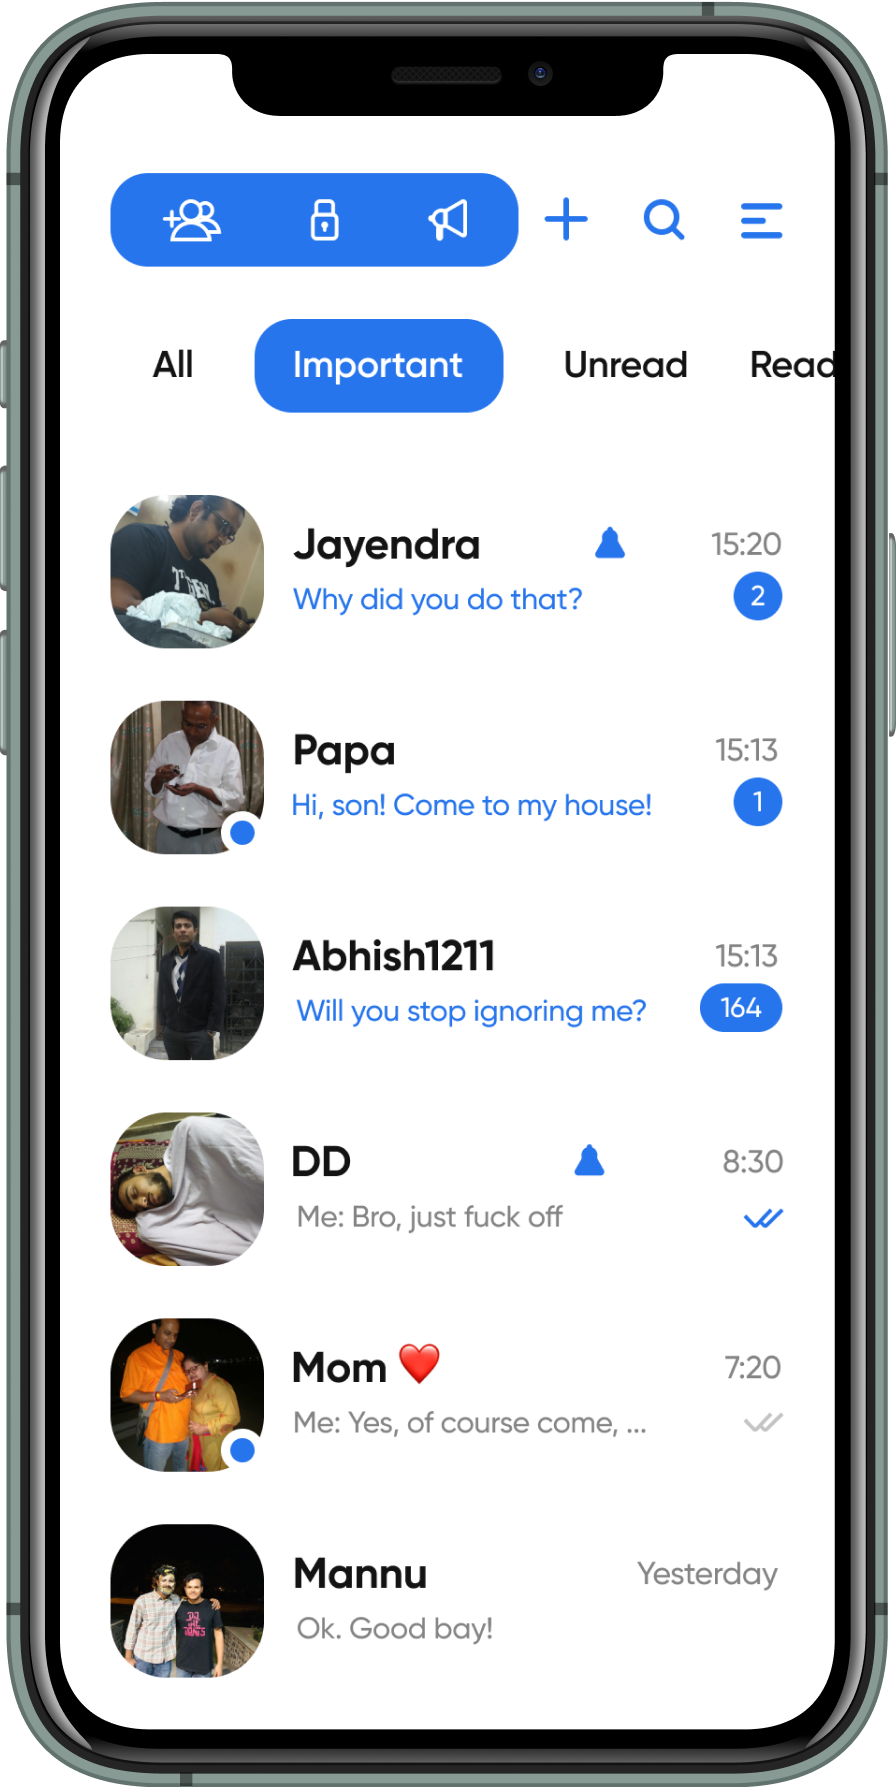 All Important Unread Read
Jayendra 15:20
Why did you do that? 2
Papa 15:13
Hi, son! Come to my house! 1
Abhish1211 15:13
Will you stop ignoring me? 164
DD 8:30
Me: Bro, just fuck off
Mom ❤️ 7:20
Me: Yes, of course come, ...
Mannu Yesterday
Ok. Good bay!